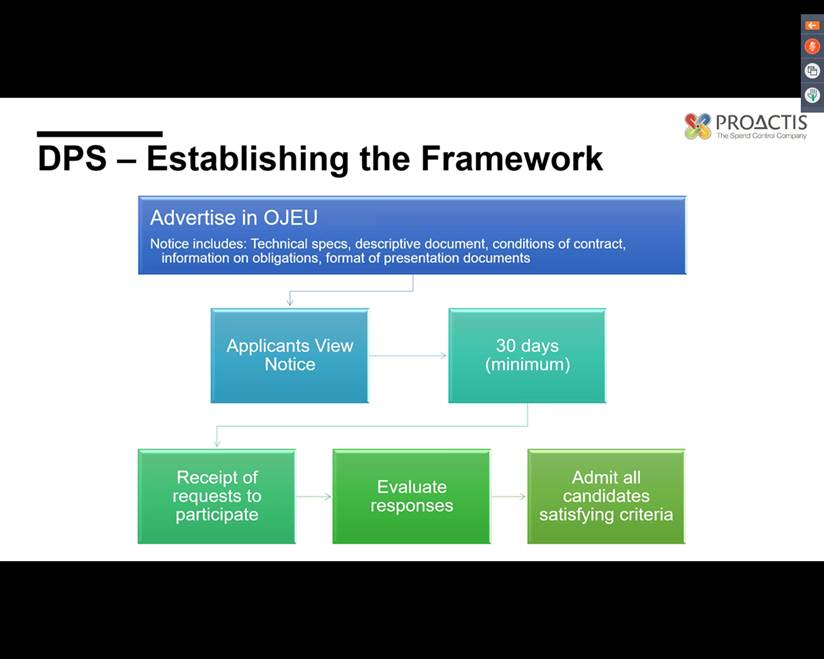 PROACTIS
The Spend Control Company
DPS – Establishing the Framework
Advertise in OJEU
Notice includes: Technical specs, descriptive document, conditions of contract,
information on obligations, format of presentation documents
Applicants View
Notice
30 days
(minimum)
Receipt of
requests to
participate
Evaluate
responses
Admit all
candidates
satisfying criteria